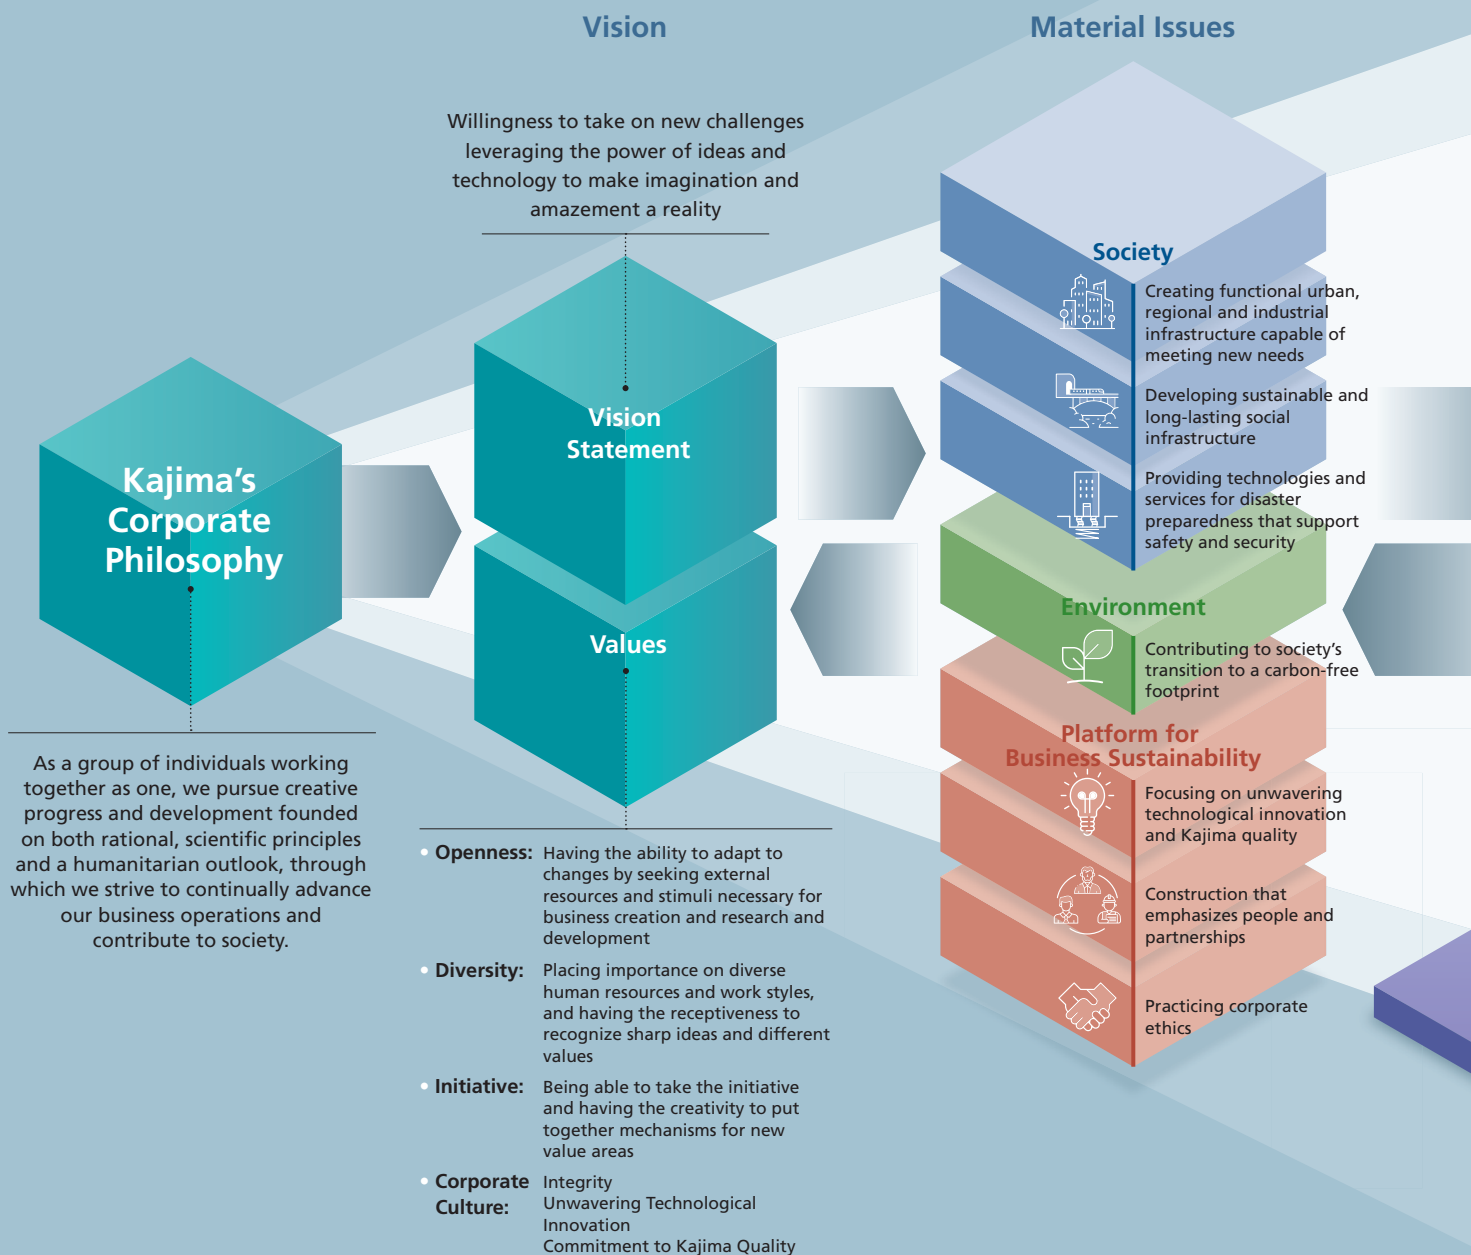 Vision
Material Issues
Willingness to take on new challenges
leveraging the power of ideas and
technology to make imagination and
amazement a reality
Kajima’s
Corporate
Philosophy
As a group of individuals working
together as one, we pursue creative
progress and development founded
on both rational, scientific principles
and a humanitarian outlook, through
which we strive to continually advance
our business operations and
contribute to society.
Vision
Statement
Values
• Openness: Having the ability to adapt to
changes by seeking external
resources and stimuli necessary for
business creation and research and
development
• Diversity: Placing importance on diverse
human resources and work styles,
and having the receptiveness to
recognize sharp ideas and different
values
• Initiative: Being able to take the initiative
and having the creativity to put
together mechanisms for new
value areas
• Corporate Integrity
Culture: Unwavering Technological
Innovation
Commitment to Kajima Quality
Society
Creating functional urban,
regional and industrial
infrastructure capable of
meeting new needs
Developing sustainable and
long-lasting social
infrastructure
Providing technologies and
services for disaster
preparedness that support
safety and security
Environment
Contributing to society’s
transition to a carbon-free
footprint
Platform for
Business Sustainability
Focusing on unwavering
technological innovation
and Kajima quality
Construction that
emphasizes people and
partnerships
Practicing corporate
ethics